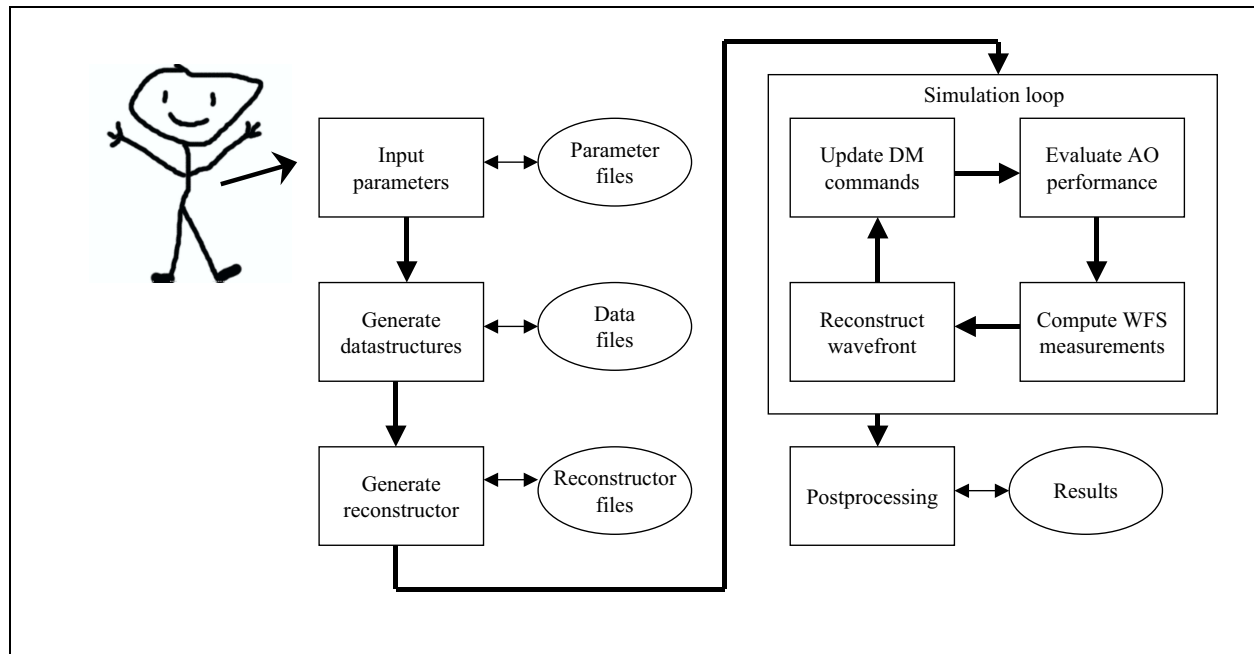 Input
parameters
Parameter
files
Generate
datastructures
Data
files
Generate
reconstructor
Reconstructor
files
Simulation loop
Update DM
commands
Evaluate AO
performance
Reconstruct
wavefront
Compute WFS
measurements
Postprocessing
Results